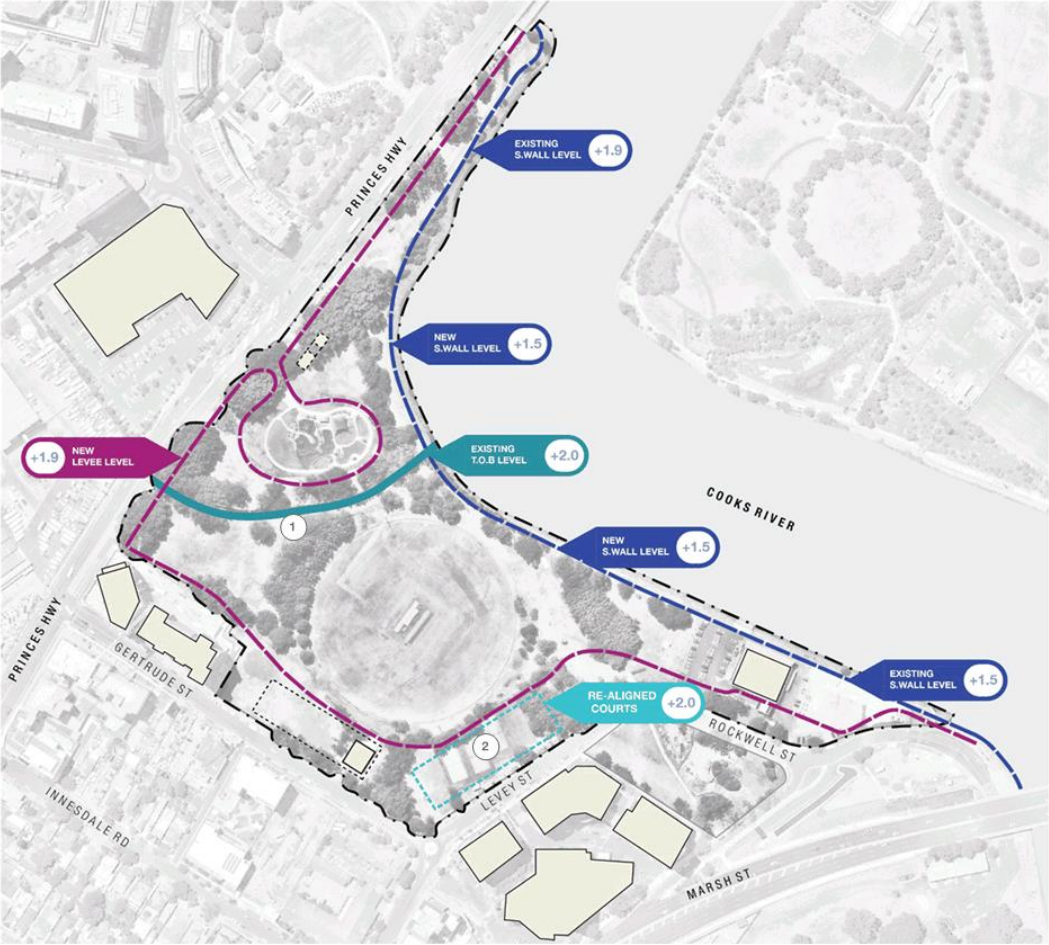 PRINCES HWY
EXISTING
S.WALL LEVEL
+1.9
NEW
S.WALL LEVEL
+1.5
+1.9
NEW
LEVEE LEVEL
EXISTING
T.O.B LEVEL
+2.0
COOKS RIVER
1
NEW
S.WALL LEVEL
+1.5
PRINCES HWY
GERTRUDE ST
EXISTING
S.WALL LEVEL
+1.5
RE-ALIGNED
COURTS
+2.0
ROCKWELL ST
2
LEVEY ST
INNESDALE RD
MARSH ST